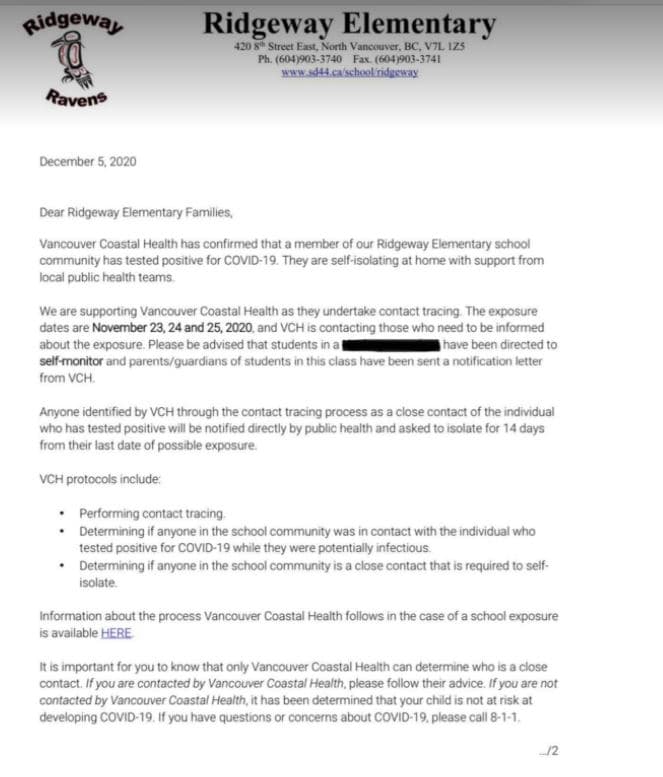 Ridgeway
Ravens
Ridgeway Elementary
420 8th Street East, North Vancouver, BC, V7L 1Z5
Ph. (604)903-3740 Fax. (604)903-3741
www.sd44.ca/school/ridgeway
December 5, 2020
Dear Ridgeway Elementary Families,
Vancouver Coastal Health has confirmed that a member of our Ridgeway Elementary school
community has tested positive for COVID-19. They are self-isolating at home with support from
local public health teams.
We are supporting Vancouver Coastal Health as they undertake contact tracing. The exposure
dates are November 23, 24 and 25, 2020, and VCH is contacting those who need to be informed
about the exposure. Please be advised that students in a have been directed to
self-monitor and parents/guardians of students in this class have been sent a notification letter
from VCH.
Anyone identified by VCH through the contact tracing process as a close contact of the individual
who has tested positive will be notified directly by public health and asked to isolate for 14 days
from their last date of possible exposure.
VCH protocols include:
• Performing contact tracing.
• Determining if anyone in the school community was in contact with the individual who
tested positive for COVID-19 while they were potentially infectious.
• Determining if anyone in the school community is a close contact that is required to self-
isolate.
Information about the process Vancouver Coastal Health follows in the case of a school exposure
is available HERE.
It is important for you to know that only Vancouver Coastal Health can determine who is a close
contact. If you are contacted by Vancouver Coastal Health, please follow their advice. If you are not
contacted by Vancouver Coastal Health, it has been determined that your child is not at risk at
developing COVID-19. If you have questions or concerns about COVID-19, please call 8-1-1.
.../2